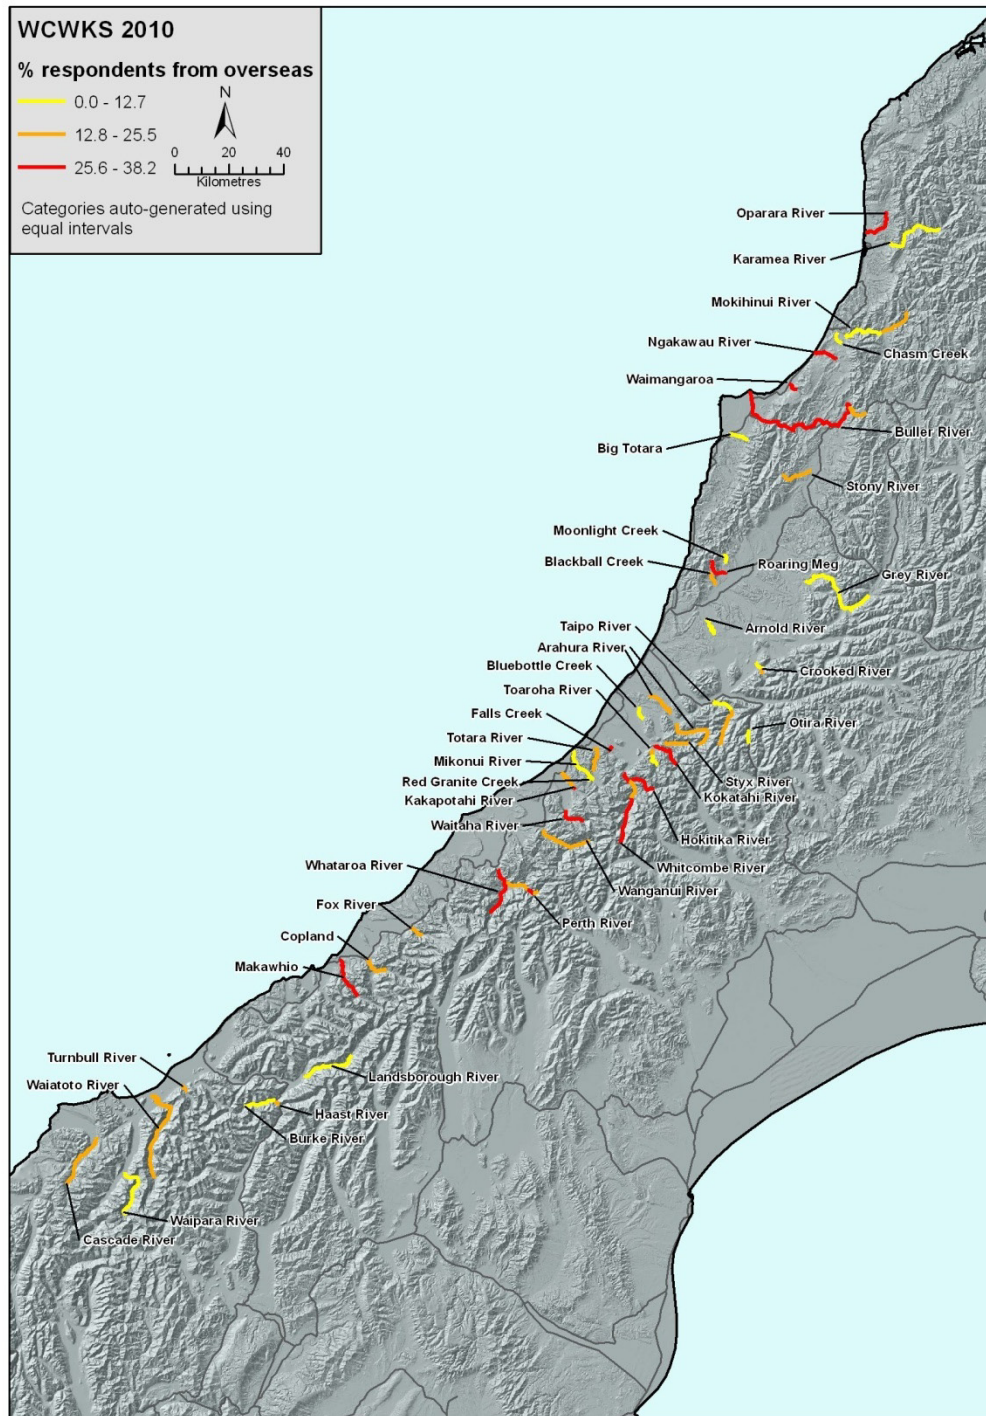 WCWKS 2010
% respondents from overseas
0.0 - 12.7
12.8 - 25.5
25.6 - 38.2
N
0 20 40
Kilometres
Categories auto-generated using
equal intervals
Oparara River
Karamea River
Mokihinui River
Ngakawau River
Chasm Creek
Waimangaroa
Buller River
Big Totara
Stony River
Moonlight Creek
Blackball Creek
Roaring Meg
Grey River
Taipo River
Arnold River
Arahura River
Bluebottle Creek
Crooked River
Toaroha River
Falls Creek
Otira River
Totara River
Mikonui River
Red Granite Creek
Styx River
Kakapotahi River
Kokatahi River
Waitaha River
Hokitika River
Whataroa River
Whitcombe River
Wanganui River
Fox River
Perth River
Copland
Makawhio
Turnbull River
Landsborough River
Waiatoto River
Haast River
Burke River
Waipara River
Cascade River